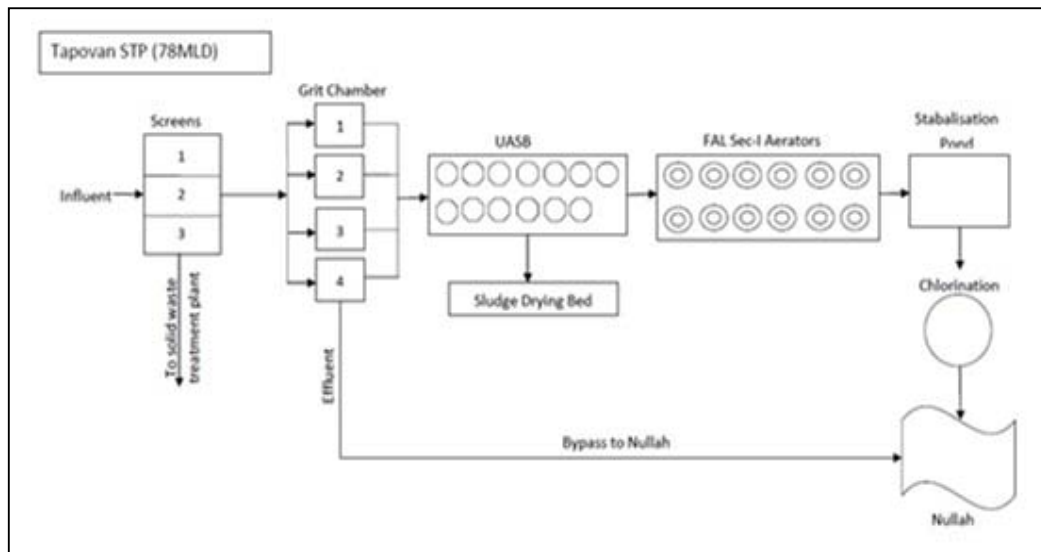 Tapovan STP (78MLD)
Grit Chamber
Screens
Stabalisation
Pond
1
1
UASB
FAL Sec-I Aerators
2
Influent
2
3
3
4
Sludge Drying Bed
Chlorination
To solid waste
treatment plant
Effluent
Bypass to Nullah
Nullah